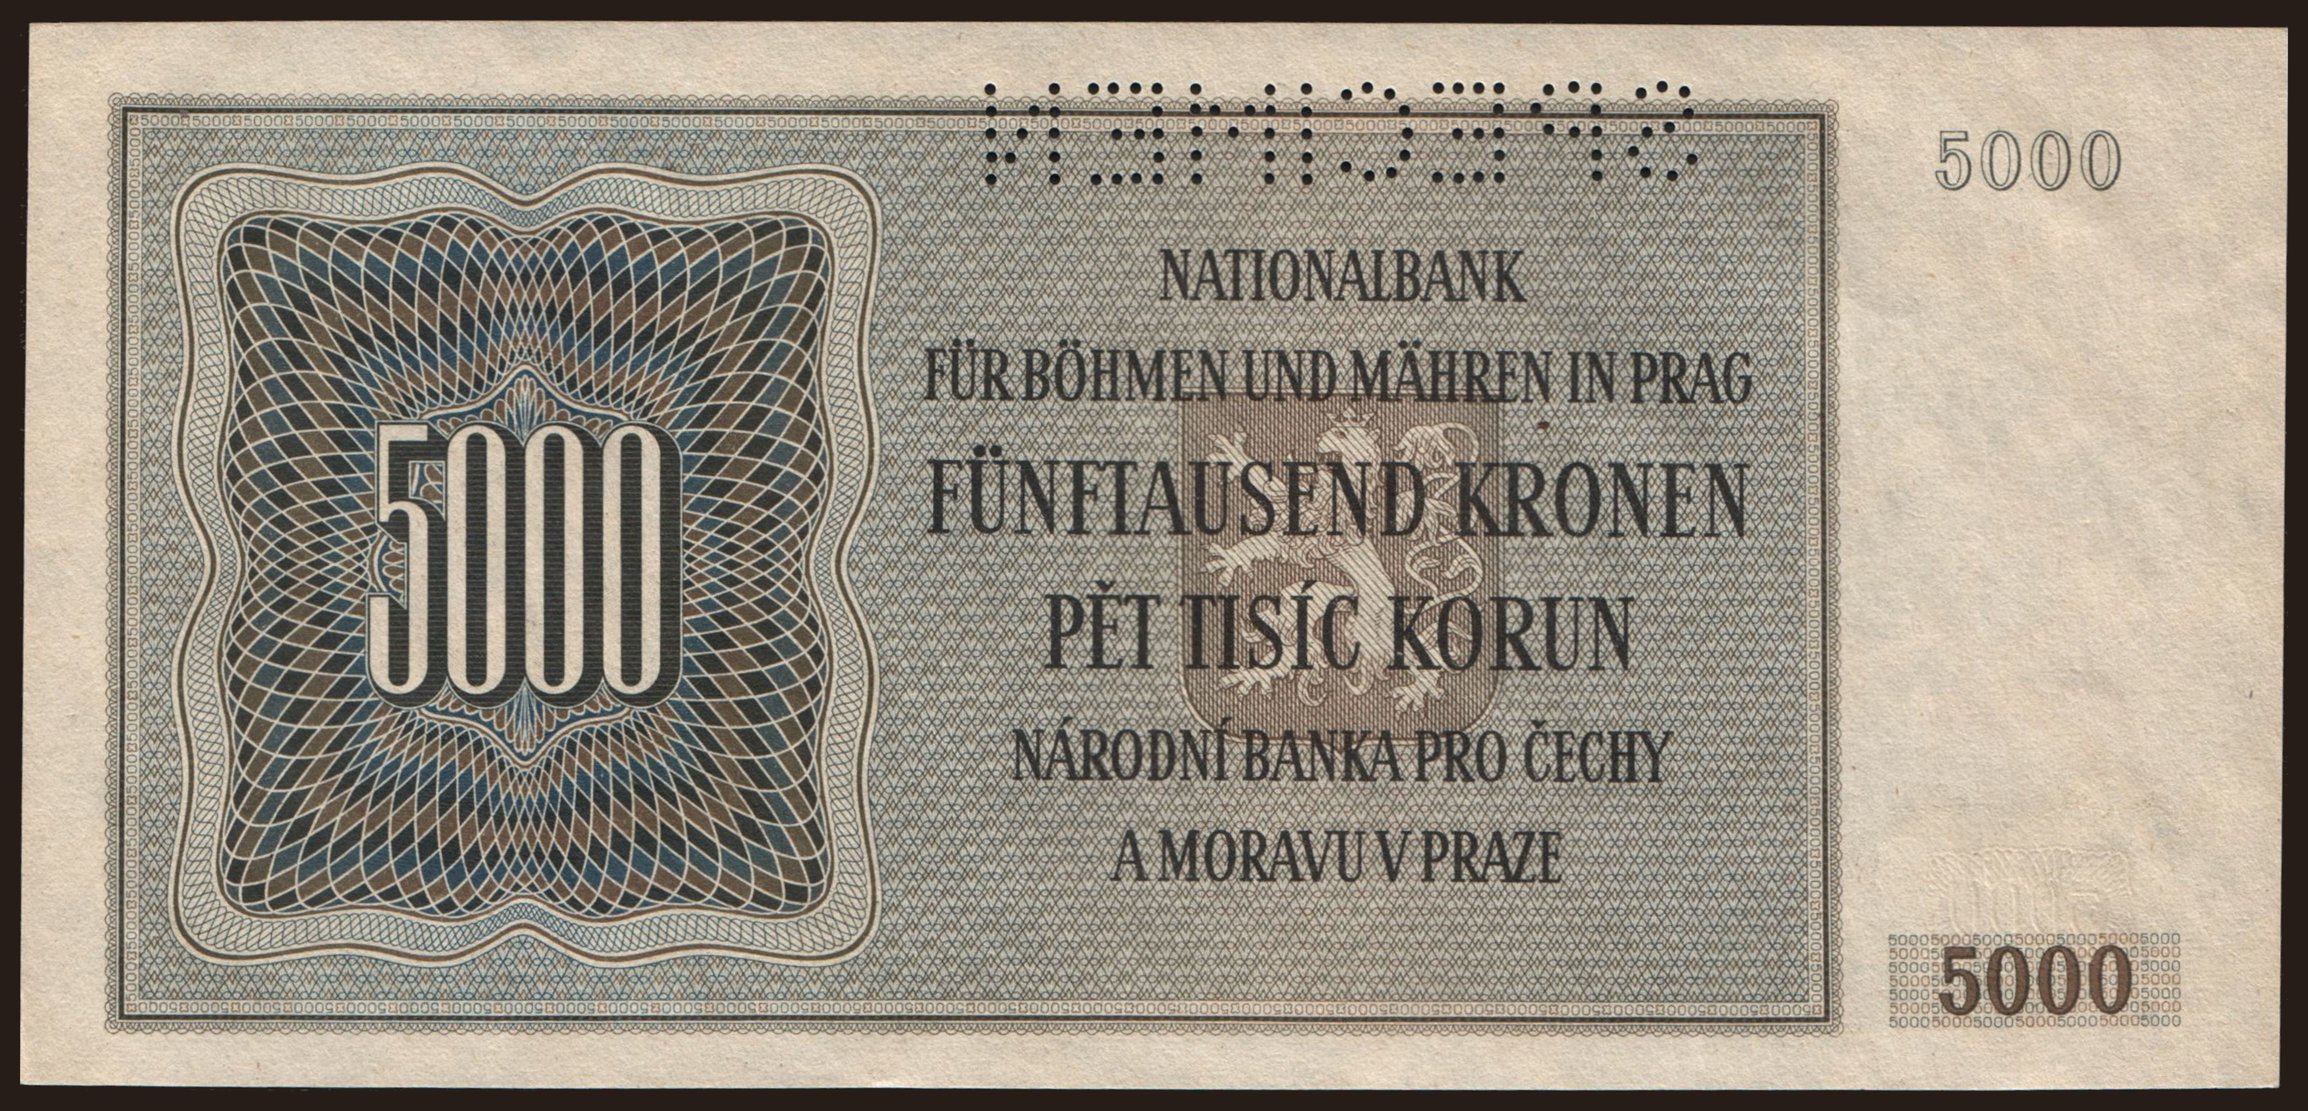 SPECIMEN
5000
NATIONALBANK
FÜR BÖHMEN UND MÄHREN IN PRAG
5000
FÜNFTAUSEND KRONEN
PĚT TISÍC KORUN
NÁRODNÍ BANKA PRO ČECHY
A MORAVU V PRAZE
5000